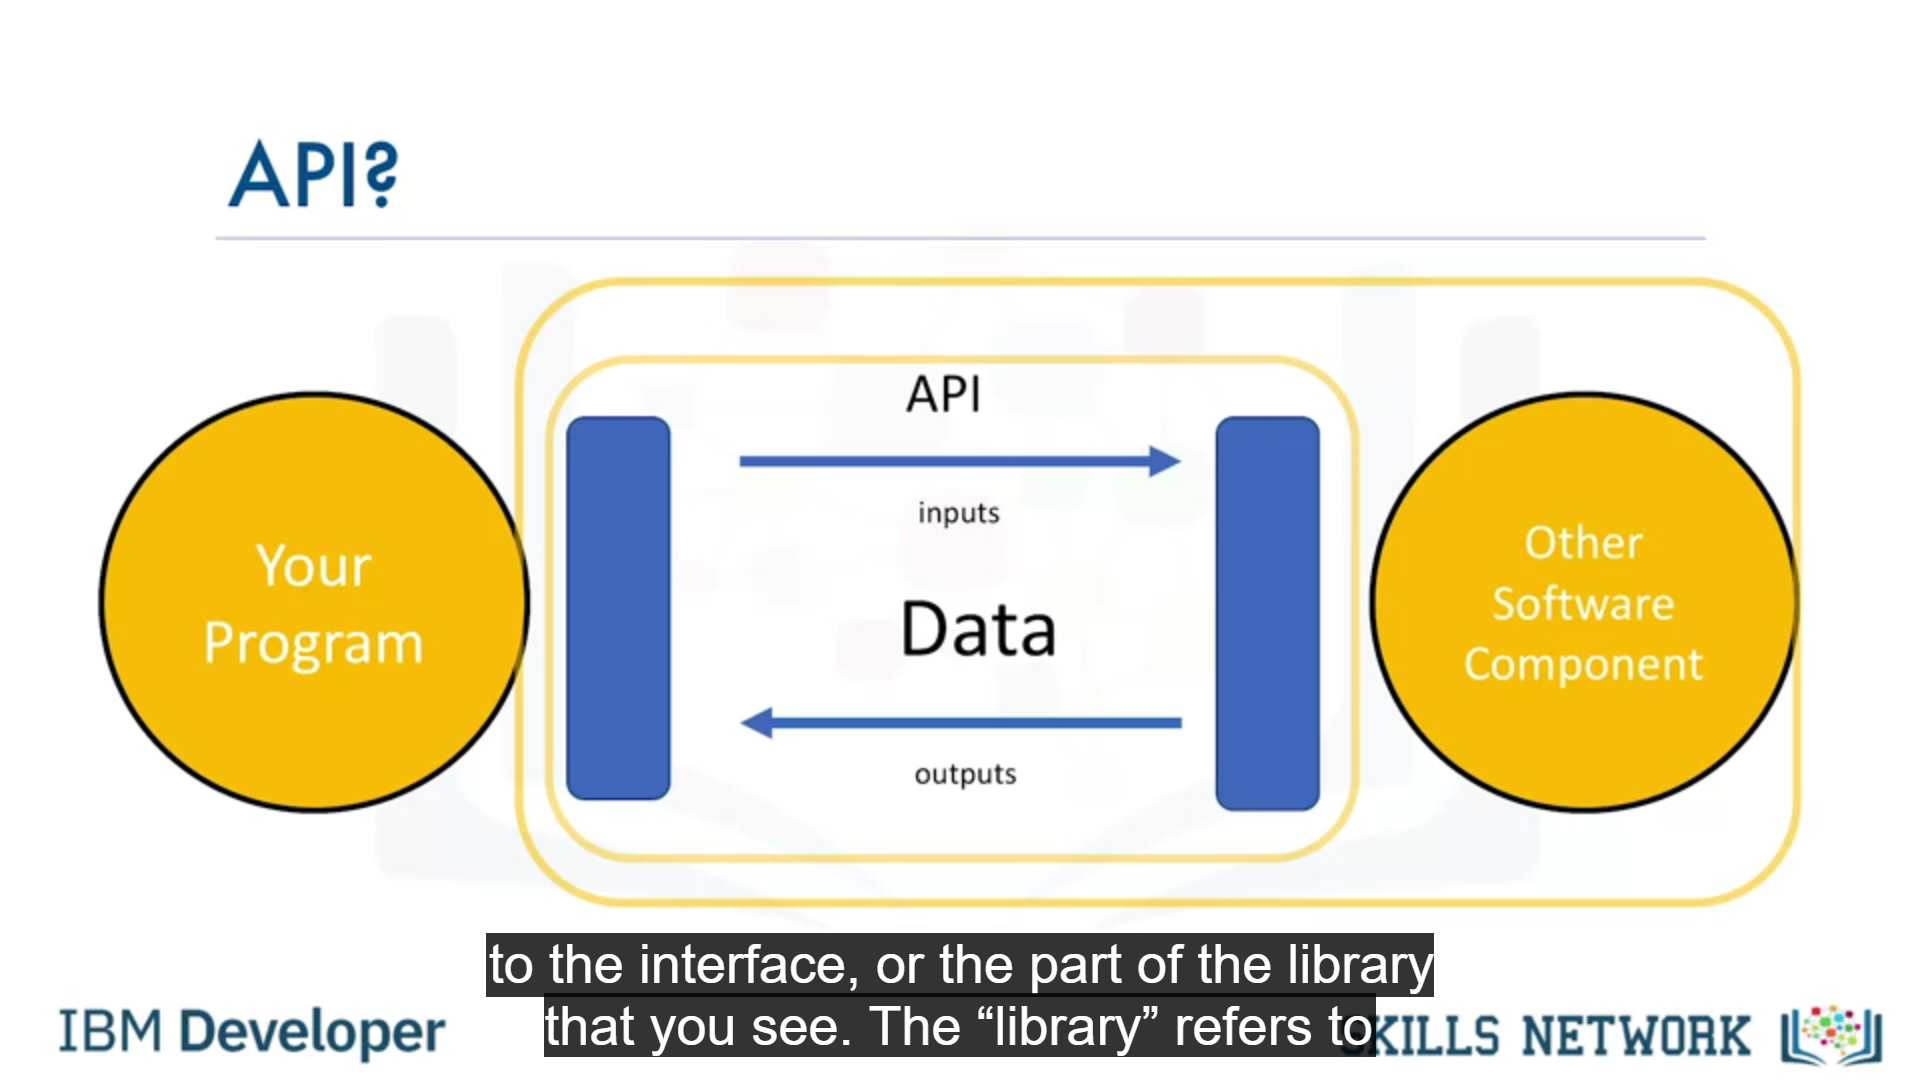 API?
API
inputs
Data
outputs
Your
Program
Other
Software
Component
to the interface, or the part of the library
that you see. The “library” refers to
IBM Developer
SKILLS NETWORK